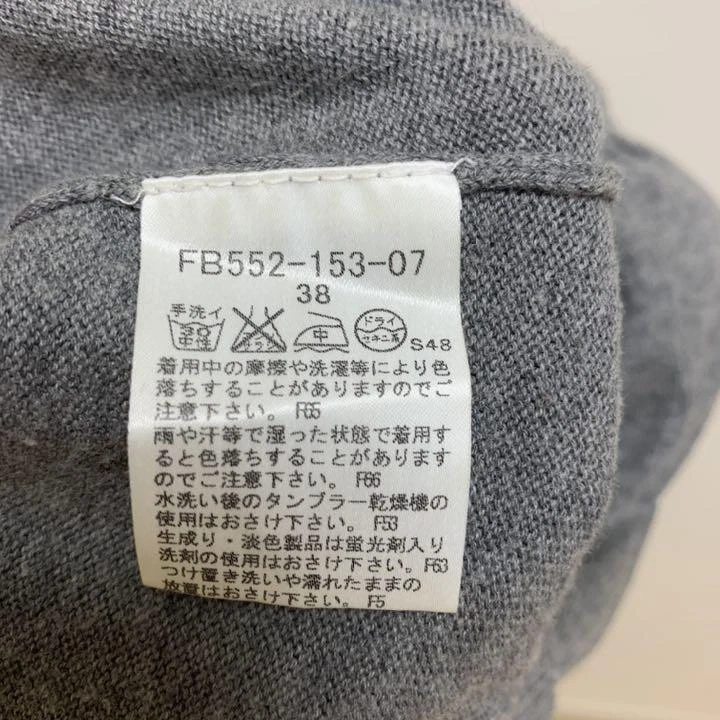 FB552-153-07
38
手洗イ 30 中性 中 ドライ セキユ系 S48
着用中の摩擦や洗濯等により色
落ちすることがありますのでご
注意下さい。 F65
雨や汗等で湿った状態で着用す
ると色落ちすることがあります
のでご注意下さい。 F66
水洗い後のタンブラー乾燥機の
使用はおさけ下さい。 F53
生成り・淡色製品は蛍光剤入り
洗剤の使用はおさけ下さい。 F63
つけ置き洗いや濡れたままの
放置はおさけ下さい。 F5